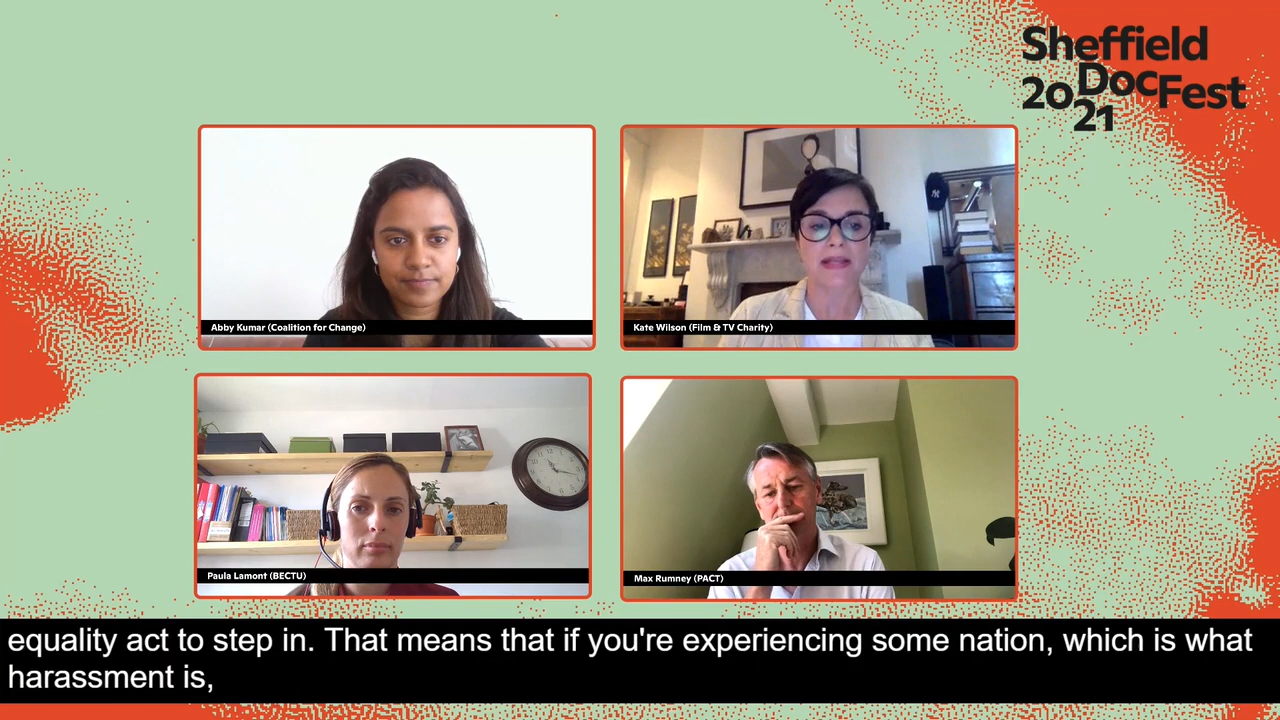 Sheffield
DocFest
2021
Abby Kumar (Coalition for Change)
Kate Wilson (Film & TV Charity)
Paula Lamont (BECTU)
Max Rumney (PACT)
equality act to step in. That means that if you're experiencing some nation, which is what
harassment is,